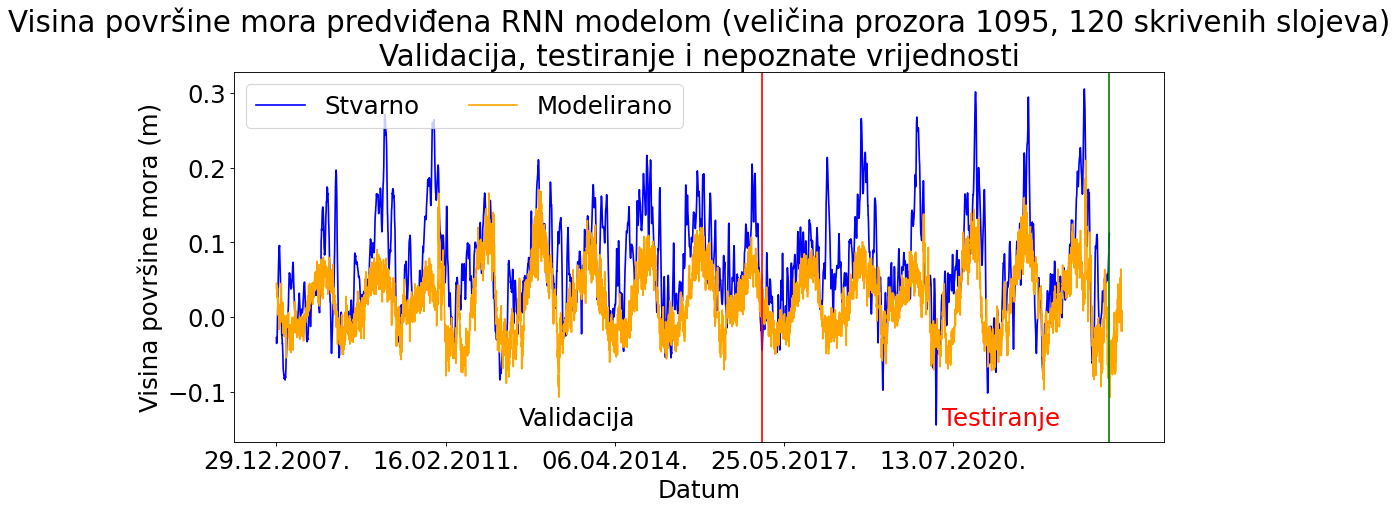 Visina površine mora predviđena RNN modelom (veličina prozora 1095, 120 skrivenih slojeva)
Validacija, testiranje i nepoznate vrijednosti
Stvarno Modelirano
Visina površine mora (m)
0.3
0.2
0.1
0.0
−0.1
Validacija Testiranje
29.12.2007. 16.02.2011. 06.04.2014. 25.05.2017. 13.07.2020.
Datum